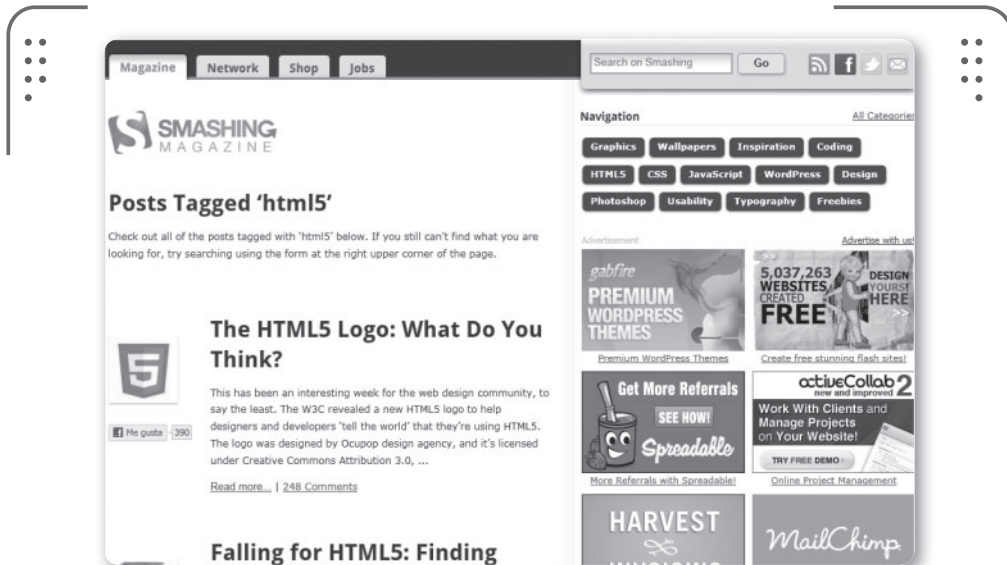 Magazine Network Shop Jobs
Search on Smashing Go
SMASHING
MAGAZINE
Posts Tagged ‘html5’
Check out all of the posts tagged with 'html5' below. If you still can't find what you are
looking for, try searching using the form at the right upper corner of the page.
The HTML5 Logo: What Do You
Think?
This has been an interesting week for the web design community, to
say the least. The W3C revealed a new HTML5 logo to help
designers and developers 'tell the world' that they're using HTML5.
The logo was designed by Ocupop design agency, and it's licensed
under Creative Commons Attribution 3.0, ...
Me gusta 390
Read more... | 248 Comments
Falling for HTML5: Finding
Navigation All Categorie
Graphics Wallpapers Inspiration Coding
HTML5 CSS JavaScript WordPress Design
Photoshop Usability Typography Freebies
Advertisement Advertise with us!
gabfire
PREMIUM
WORDPRESS
THEMES
Premium WordPress Themes
5,037,263
WEBSITES
CREATED
FREE
DESIGN
YOURS!
HERE
>>
Create free stunning flash sites!
Get More Referrals
SEE HOW!
Spreadable
More Referrals with Spreadable!
activeCollab 2
new and improved
Work With Clients and
Manage Projects
on Your Website!
TRY FREE DEMO
Online Project Management
HARVEST
INVOICING
MailChimp